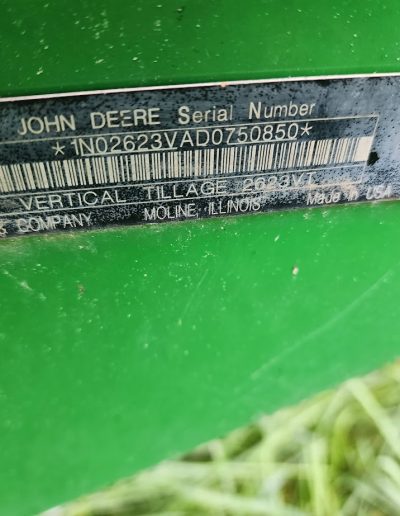 JOHN DEERE Serial Number
*1N02623VAD0750850*
VERTICAL TILLAGE 2623VT
COMPANY MOLINE, ILLINOIS Made in USA